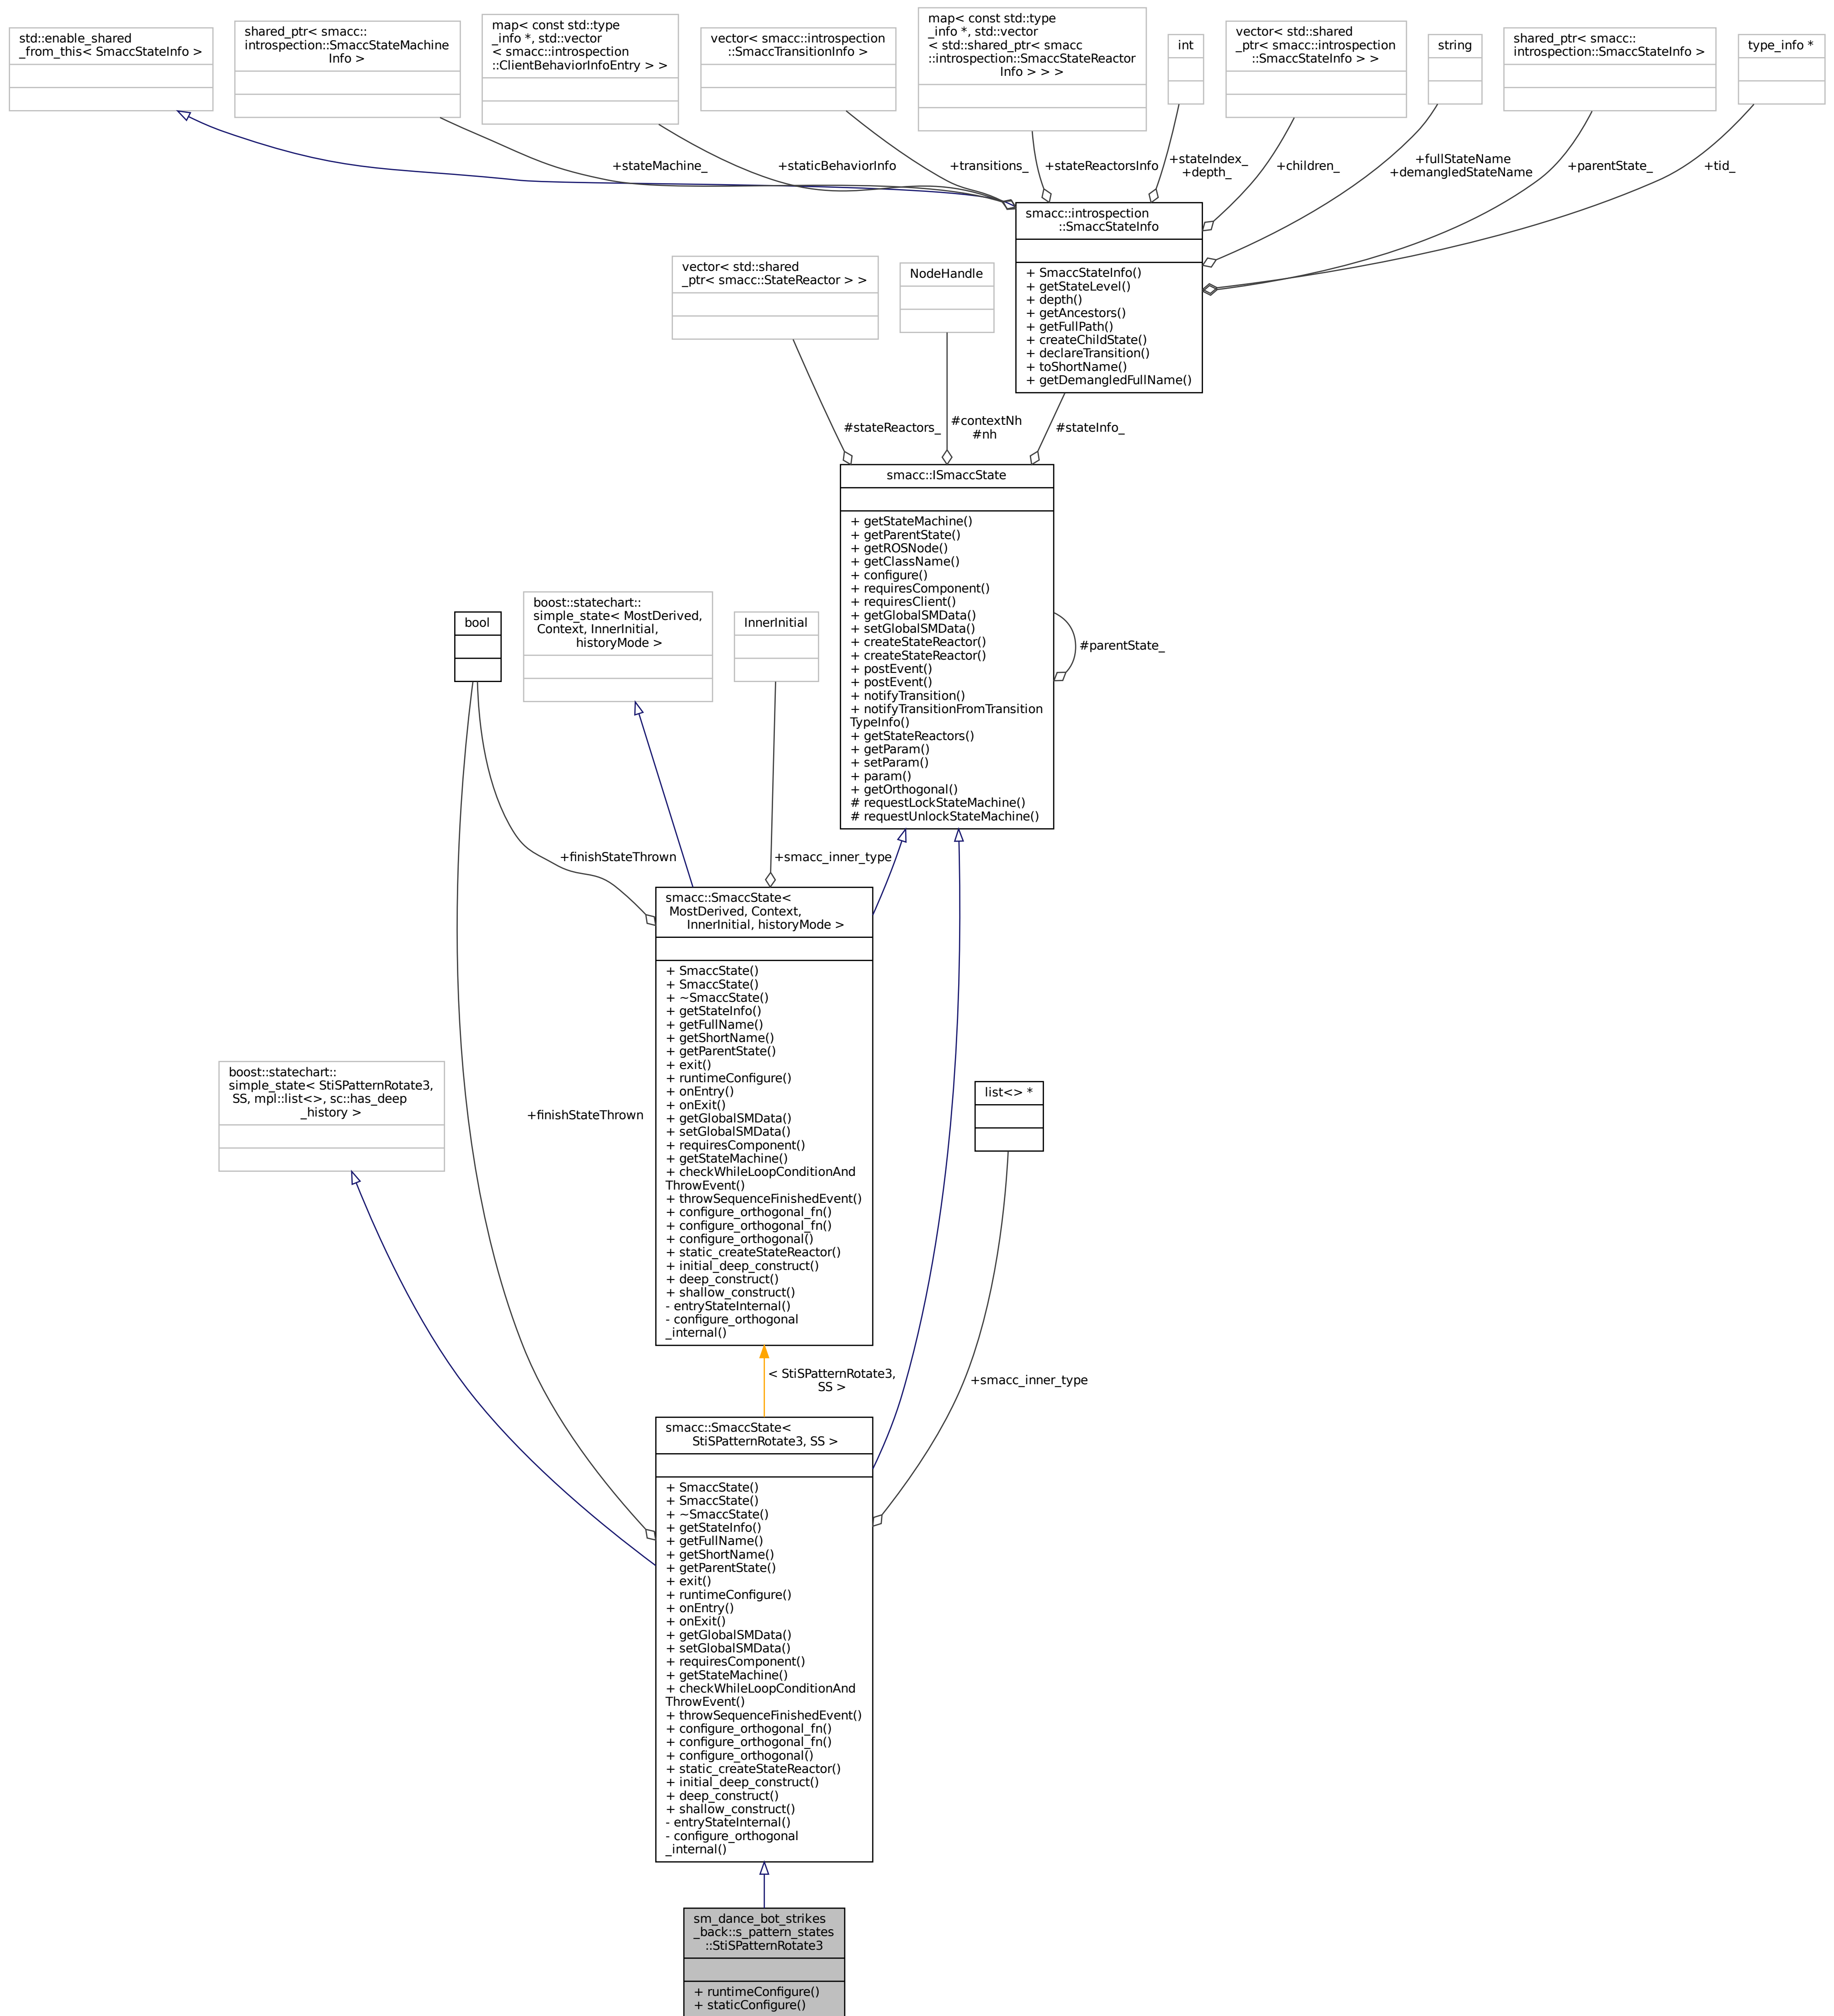 std::enable_shared
_from_this< SmaccStateInfo >
shared_ptr< smacc::
introspection::SmaccStateMachine
Info >
map< const std::type
_info *, std::vector
< smacc::introspection
::ClientBehaviorInfoEntry > >
vector< smacc::introspection
::SmaccTransitionInfo >
map< const std::type
_info *, std::vector
< std::shared_ptr< smacc
::introspection::SmaccStateReactor
Info > > >
int
vector< std::shared
_ptr< smacc::introspection
::SmaccStateInfo > >
string
shared_ptr< smacc::
introspection::SmaccStateInfo >
type_info *
+stateMachine_
+staticBehaviorInfo
+transitions_
+stateReactorsInfo
+stateIndex_
+depth_
+children_
+fullStateName
+demangledStateName
+parentState_
+tid_
smacc::introspection
::SmaccStateInfo
+ SmaccStateInfo()
+ getStateLevel()
+ depth()
+ getAncestors()
+ getFullPath()
+ createChildState()
+ declareTransition()
+ toShortName()
+ getDemangledFullName()
vector< std::shared
_ptr< smacc::StateReactor > >
NodeHandle
#stateReactors_
#contextNh
#nh
#stateInfo_
smacc::ISmaccState
+ getStateMachine()
+ getParentState()
+ getROSNode()
+ getClassName()
+ configure()
+ requiresComponent()
+ requiresClient()
+ getGlobalSMData()
+ setGlobalSMData()
+ createStateReactor()
+ createStateReactor()
+ postEvent()
+ postEvent()
+ notifyTransition()
+ notifyTransitionFromTransition
TypeInfo()
+ getStateReactors()
+ getParam()
+ setParam()
+ param()
+ getOrthogonal()
# requestLockStateMachine()
# requestUnlockStateMachine()
#parentState_
bool
boost::statechart::
simple_state< MostDerived,
Context, InnerInitial,
historyMode >
InnerInitial
+finishStateThrown
+smacc_inner_type
smacc::SmaccState<
MostDerived, Context,
InnerInitial, historyMode >
+ SmaccState()
+ SmaccState()
+ ~SmaccState()
+ getStateInfo()
+ getFullName()
+ getShortName()
+ getParentState()
+ exit()
+ runtimeConfigure()
+ onEntry()
+ onExit()
+ getGlobalSMData()
+ setGlobalSMData()
+ requiresComponent()
+ getStateMachine()
+ checkWhileLoopConditionAnd
ThrowEvent()
+ throwSequenceFinishedEvent()
+ configure_orthogonal_fn()
+ configure_orthogonal_fn()
+ configure_orthogonal()
+ static_createStateReactor()
+ initial_deep_construct()
+ deep_construct()
+ shallow_construct()
- entryStateInternal()
- configure_orthogonal
_internal()
boost::statechart::
simple_state< StiSPatternRotate3,
SS, mpl::list<>, sc::has_deep
_history >
+finishStateThrown
list<> *
< StiSPatternRotate3,
SS >
+smacc_inner_type
smacc::SmaccState<
StiSPatternRotate3, SS >
+ SmaccState()
+ SmaccState()
+ ~SmaccState()
+ getStateInfo()
+ getFullName()
+ getShortName()
+ getParentState()
+ exit()
+ runtimeConfigure()
+ onEntry()
+ onExit()
+ getGlobalSMData()
+ setGlobalSMData()
+ requiresComponent()
+ getStateMachine()
+ checkWhileLoopConditionAnd
ThrowEvent()
+ throwSequenceFinishedEvent()
+ configure_orthogonal_fn()
+ configure_orthogonal_fn()
+ configure_orthogonal()
+ static_createStateReactor()
+ initial_deep_construct()
+ deep_construct()
+ shallow_construct()
- entryStateInternal()
- configure_orthogonal
_internal()
sm_dance_bot_strikes
_back::s_pattern_states
::StiSPatternRotate3
+ runtimeConfigure()
+ staticConfigure()